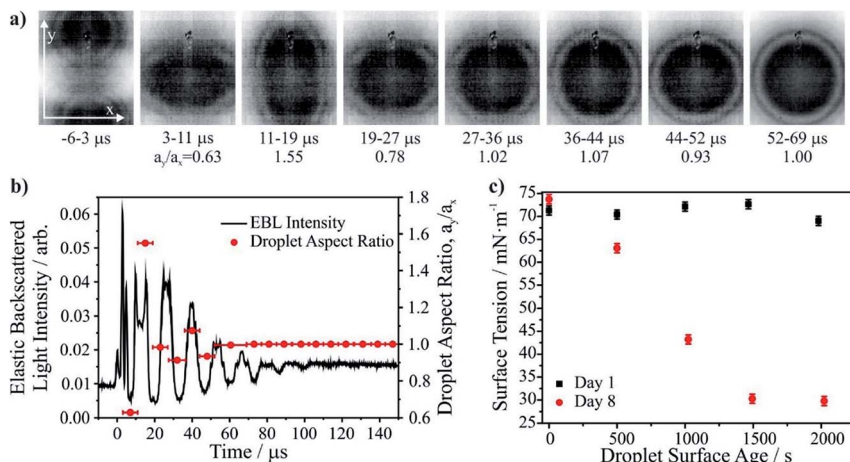 a)
y
x
-6-3 µs 3-11 µs 11-19 µs 19-27 µs 27-36 µs 36-44 µs 44-52 µs 52-69 µs
a_y/a_x=0.63 1.55 0.78 1.02 1.07 0.93 1.00
b)
EBL Intensity
Droplet Aspect Ratio
Elastic Backscattered
Light Intensity / arb.
0.06
0.05
0.04
0.03
0.02
0.01
0.00
0 20 40 60 80 100 120 140
Time / µs
1.8
1.6
1.4
1.2
1.0
0.8
0.6
Droplet Aspect Ratio, a_y/a_x
c)
Surface Tension / mN·m⁻¹
75
70
65
60
55
50
45
40
35
30
25
Day 1
Day 8
0 500 1000 1500 2000
Droplet Surface Age / s